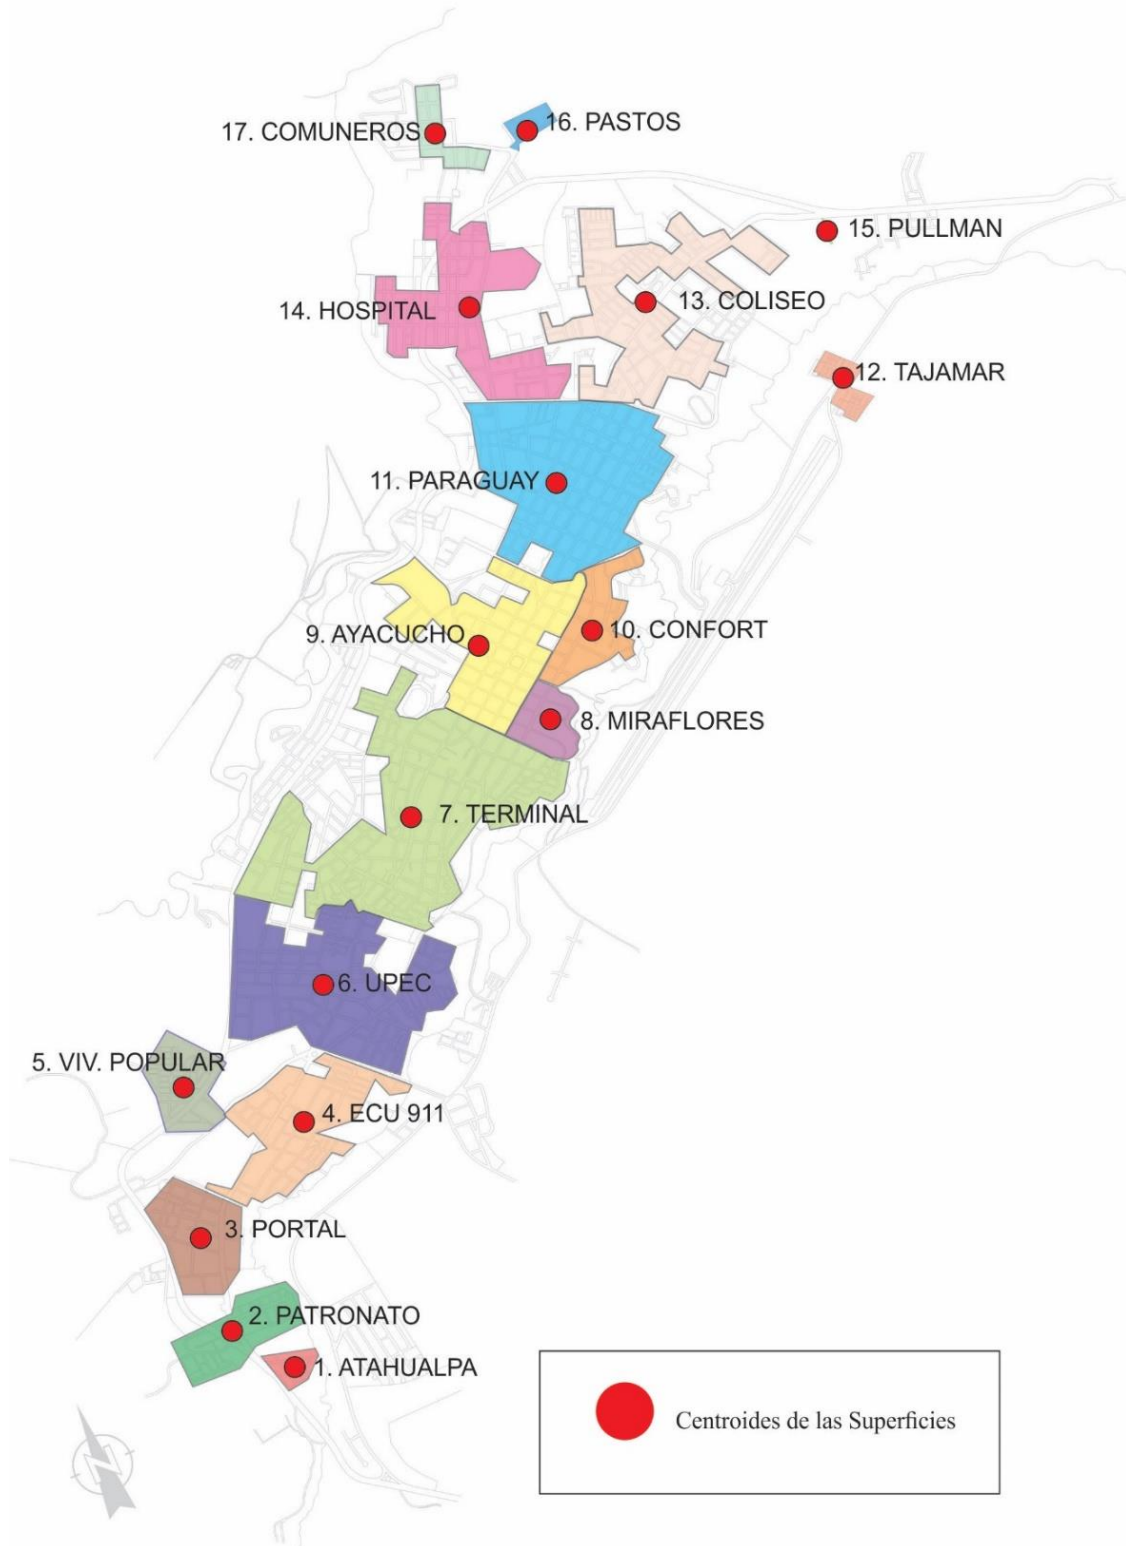 16. PASTOS
17. COMUNEROS
15. PULLMAN
13. COLISEO
14. HOSPITAL
12. TAJAMAR
11. PARAGUAY
10. CONFORT
9. AYACUCHO
8. MIRAFLORES
7. TERMINAL
6. UPEC
5. VIV. POPULAR
4. ECU 911
3. PORTAL
2. PATRONATO
1. ATAHUALPA
Centroides de las Superficies
N